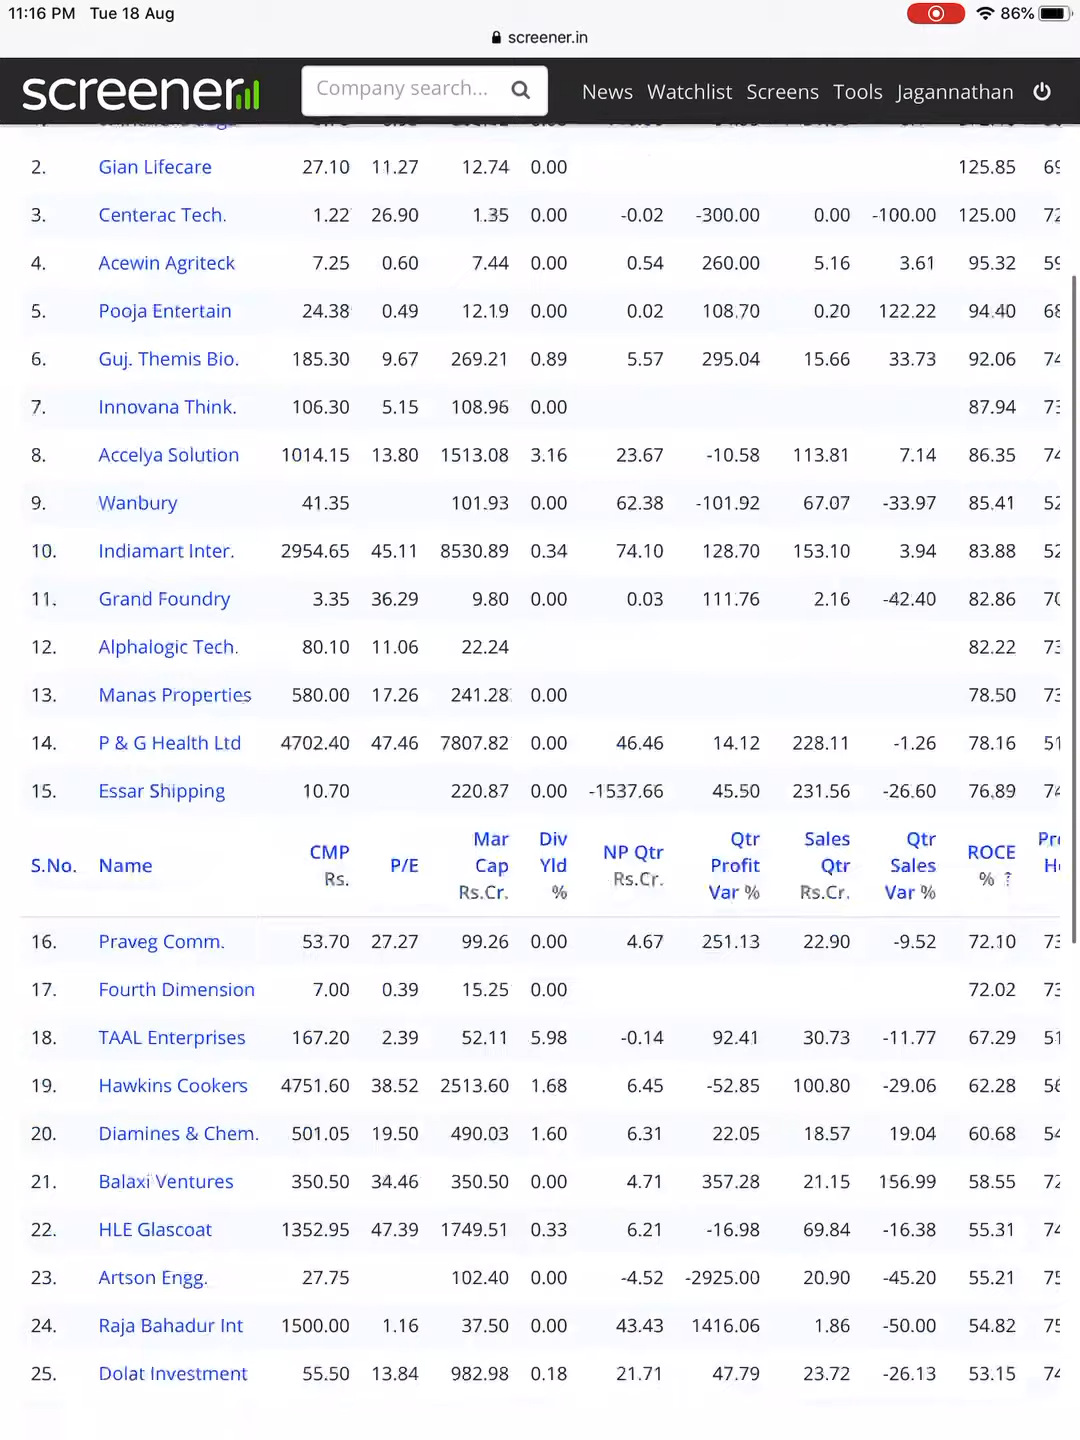 11:16 PM Tue 18 Aug 86%
screener.in
screener Company search... News Watchlist Screens Tools Jagannathan
2. Gian Lifecare 27.10 11.27 12.74 0.00 125.85
3. Centerac Tech. 1.22 26.90 1.35 0.00 -0.02 -300.00 0.00 -100.00 125.00 72
4. Acewin Agriteck 7.25 0.60 7.44 0.00 0.54 260.00 5.16 3.61 95.32
5. Pooja Entertain 24.38 0.49 12.19 0.00 0.02 108.70 0.20 122.22 94.40
6. Guj. Themis Bio. 185.30 9.67 269.21 0.89 5.57 295.04 15.66 33.73 92.06 74
7. Innovana Think. 106.30 5.15 108.96 0.00 87.94 73
8. Accelya Solution 1014.15 13.80 1513.08 3.16 23.67 -10.58 113.81 7.14 86.35 74
9. Wanbury 41.35 101.93 0.00 62.38 -101.92 67.07 -33.97 85.41 52
10. Indiamart Inter. 2954.65 45.11 8530.89 0.34 74.10 128.70 153.10 3.94 83.88 52
11. Grand Foundry 3.35 36.29 9.80 0.00 0.03 111.76 2.16 -42.40 82.86
12. Alphalogic Tech. 80.10 11.06 22.24 82.22 73
13. Manas Properties 580.00 17.26 241.28 0.00 78.50 73
14. P & G Health Ltd 4702.40 47.46 7807.82 0.00 46.46 14.12 228.11 -1.26 78.16 51
15. Essar Shipping 10.70 220.87 0.00 -1537.66 45.50 231.56 -26.60 76.89 74
S.No. Name CMP Rs. P/E Mar Cap Rs.Cr. Div Yld % NP Qtr Rs.Cr. Qtr Profit Var % Sales Qtr Rs.Cr. Qtr Sales Var % ROCE % ?
16. Praveg Comm. 53.70 27.27 99.26 0.00 4.67 251.13 22.90 -9.52 72.10 73
17. Fourth Dimension 7.00 0.39 15.25 0.00 72.02 73
18. TAAL Enterprises 167.20 2.39 52.11 5.98 -0.14 92.41 30.73 -11.77 67.29 51
19. Hawkins Cookers 4751.60 38.52 2513.60 1.68 6.45 -52.85 100.80 -29.06 62.28
20. Diamines & Chem. 501.05 19.50 490.03 1.60 6.31 22.05 18.57 19.04 60.68 54
21. Balaxi Ventures 350.50 34.46 350.50 0.00 4.71 357.28 21.15 156.99 58.55 72
22. HLE Glascoat 1352.95 47.39 1749.51 0.33 6.21 -16.98 69.84 -16.38 55.31 74
23. Artson Engg. 27.75 102.40 0.00 -4.52 -2925.00 20.90 -45.20 55.21 75
24. Raja Bahadur Int 1500.00 1.16 37.50 0.00 43.43 1416.06 1.86 -50.00 54.82 75
25. Dolat Investment 55.50 13.84 982.98 0.18 21.71 47.79 23.72 -26.13 53.15 74